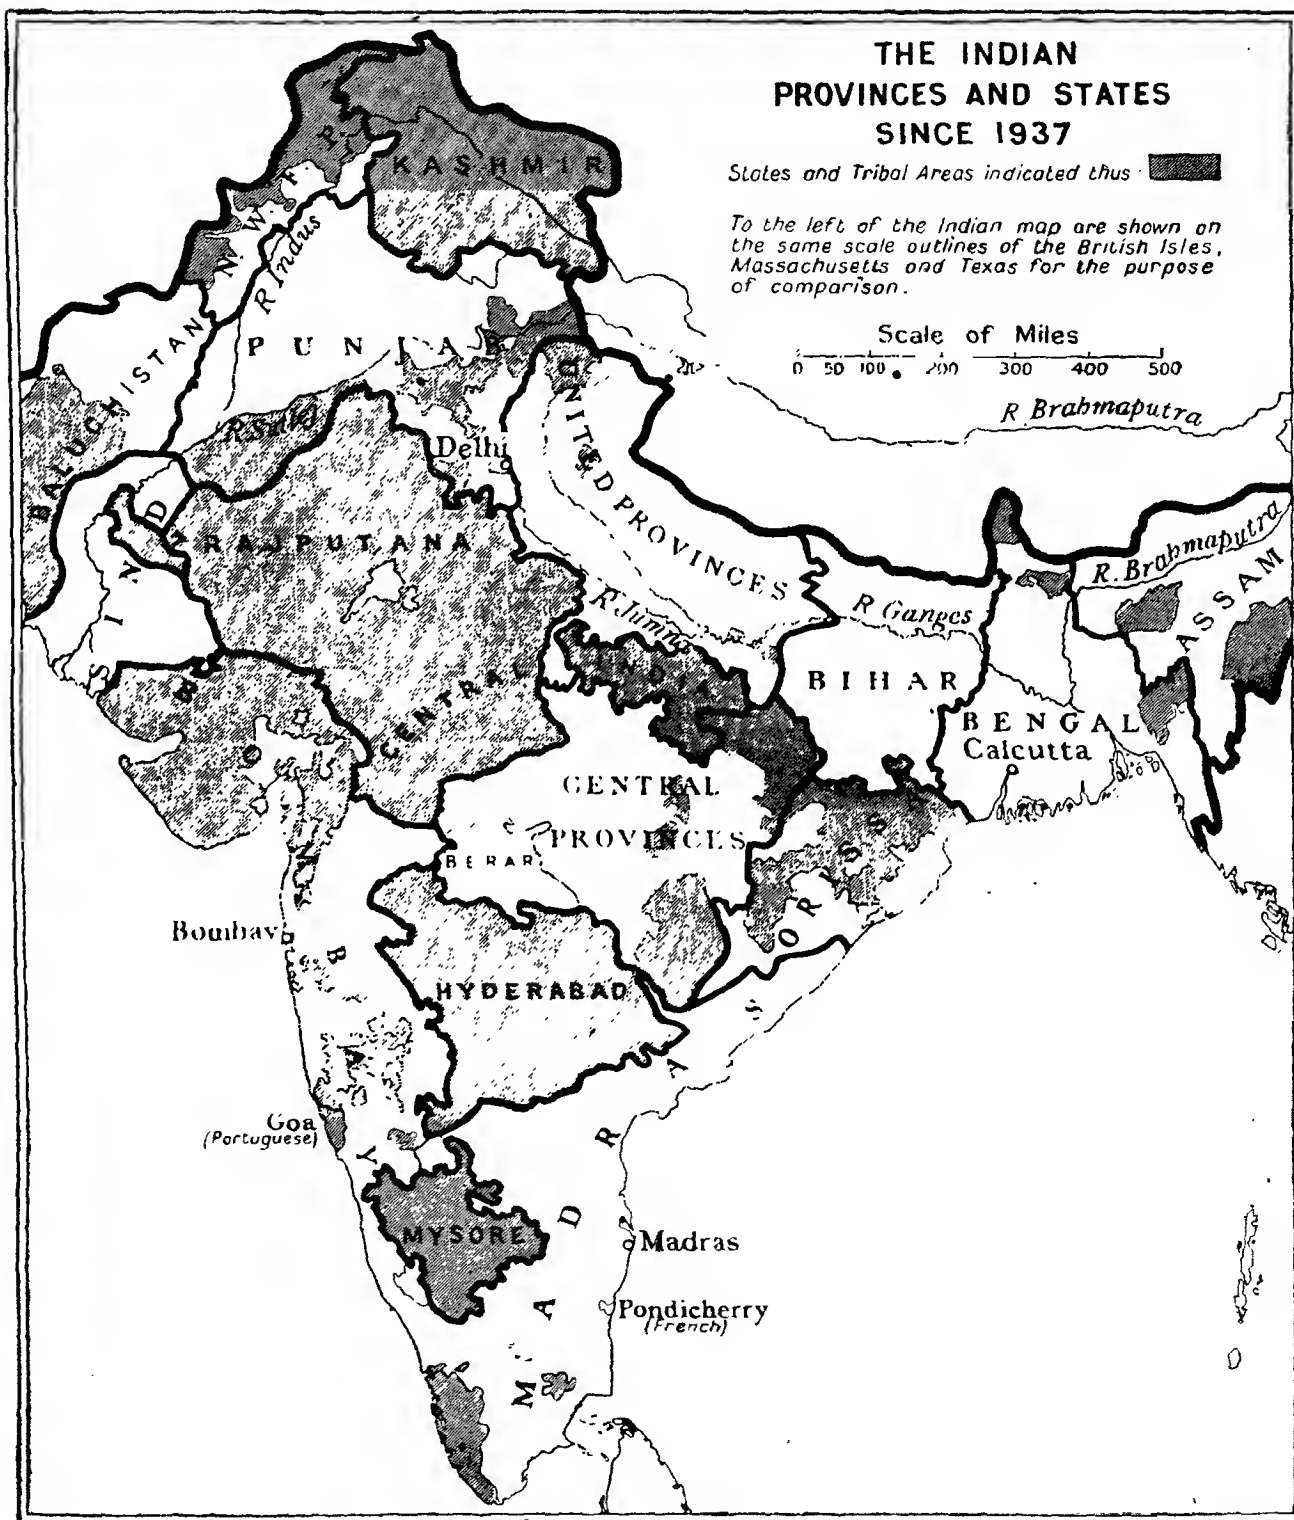 THE INDIAN
PROVINCES AND STATES
SINCE 1937
States and Tribal Areas indicated thus
To the left of the Indian map are shown on
the same scale outlines of the British Isles,
Massachusetts and Texas for the purpose
of comparison.
Scale of Miles
0 50 100 200 300 400 500
KASHMIR
N. W. F. P.
R Indus
PUNJAB
BALUCHISTAN
R. Sutlej
Delhi
UNITED PROVINCES
R. Brahmaputra
SIND
RAJPUTANA
R. Jumna
R Ganges
R. Brahmaputra
ASSAM
CENTRAL INDIA
BIHAR
BENGAL
Calcutta
CENTRAL
PROVINCES
BERAR
ORISSA
BOMBAY
Bombay
HYDERABAD
Goa
(Portuguese)
MYSORE
MADRAS
Madras
Pondicherry
(French)